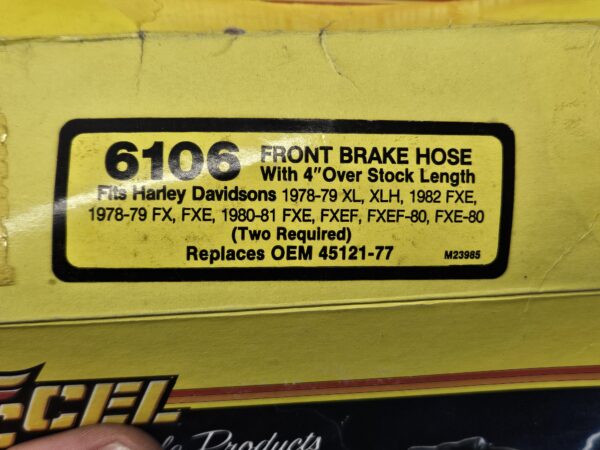 6106 FRONT BRAKE HOSE
With 4" Over Stock Length
Fits Harley Davidsons 1978-79 XL, XLH, 1982 FXE,
1978-79 FX, FXE, 1980-81 FXE, FXEF, FXEF-80, FXE-80
(Two Required)
Replaces OEM 45121-77 M23985
CCEL
Products